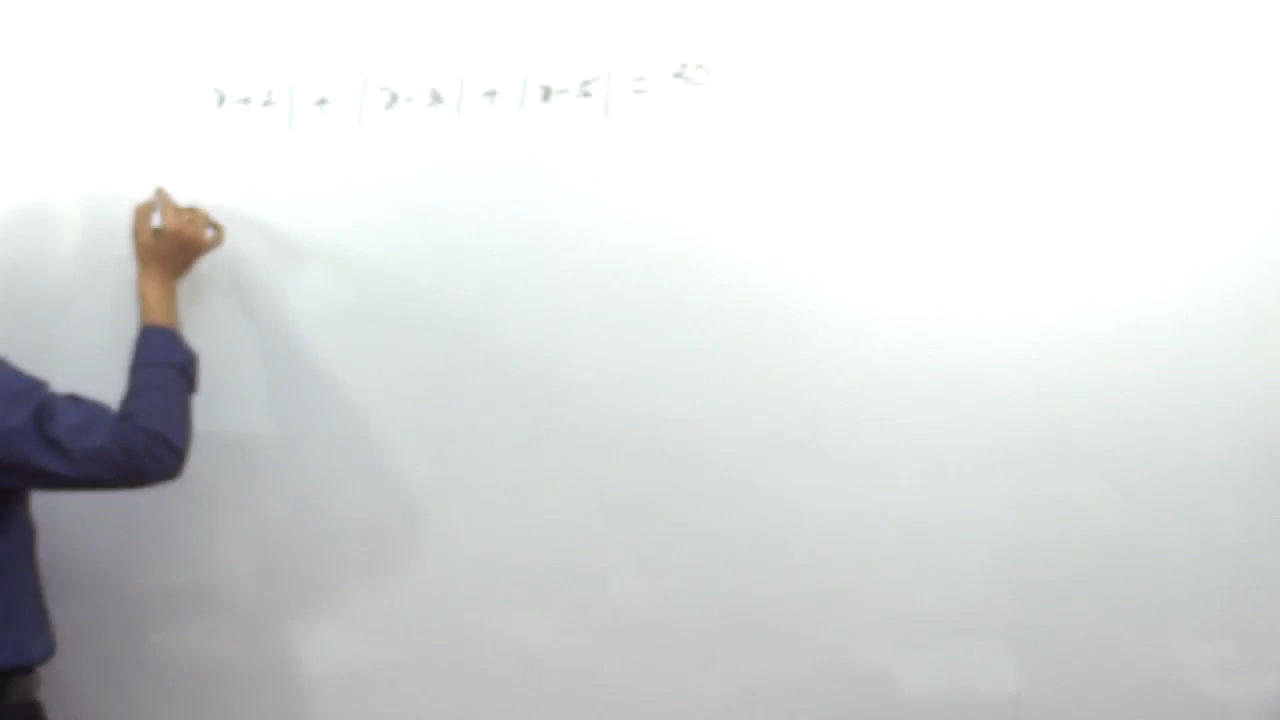 x+2| + |x-3| + |x-5| = 20